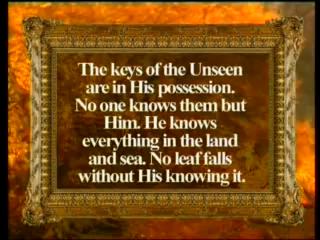 The keys of the Unseen
are in His possession.
No one knows them but
Him. He knows
everything in the land
and sea. No leaf falls
without His knowing it.